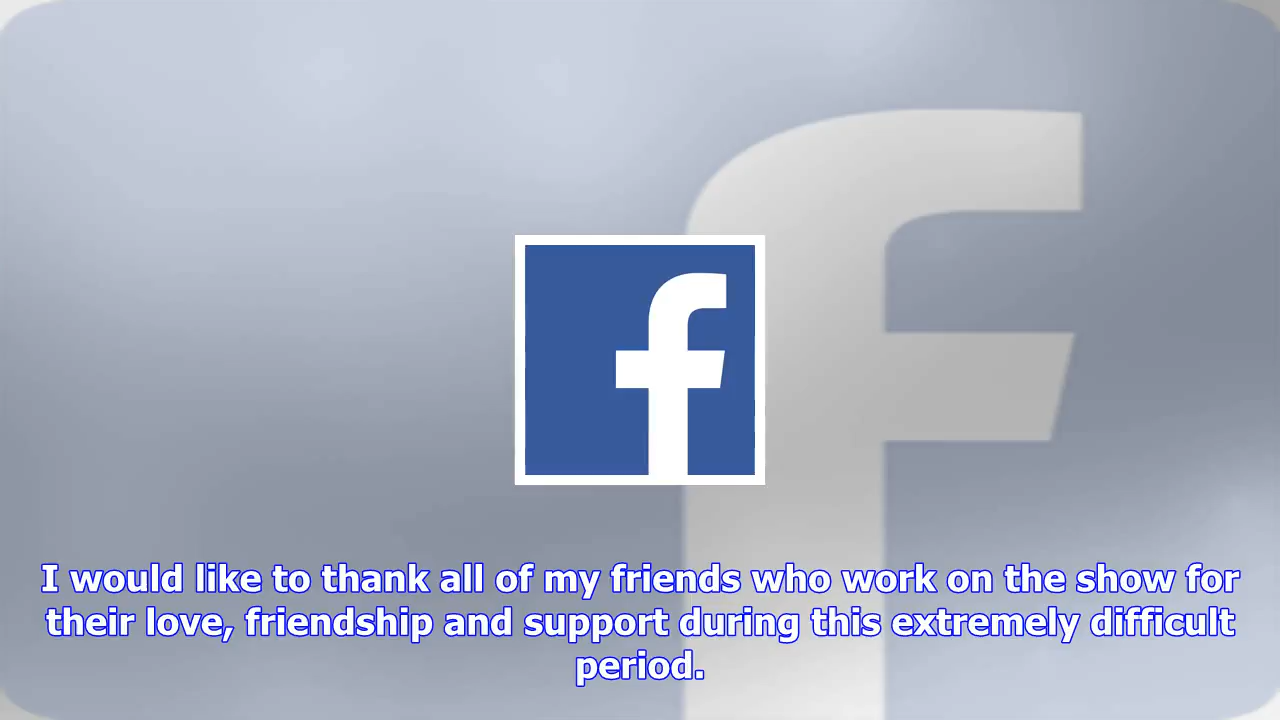 I would like to thank all of my friends who work on the show for
their love, friendship and support during this extremely difficult
period.